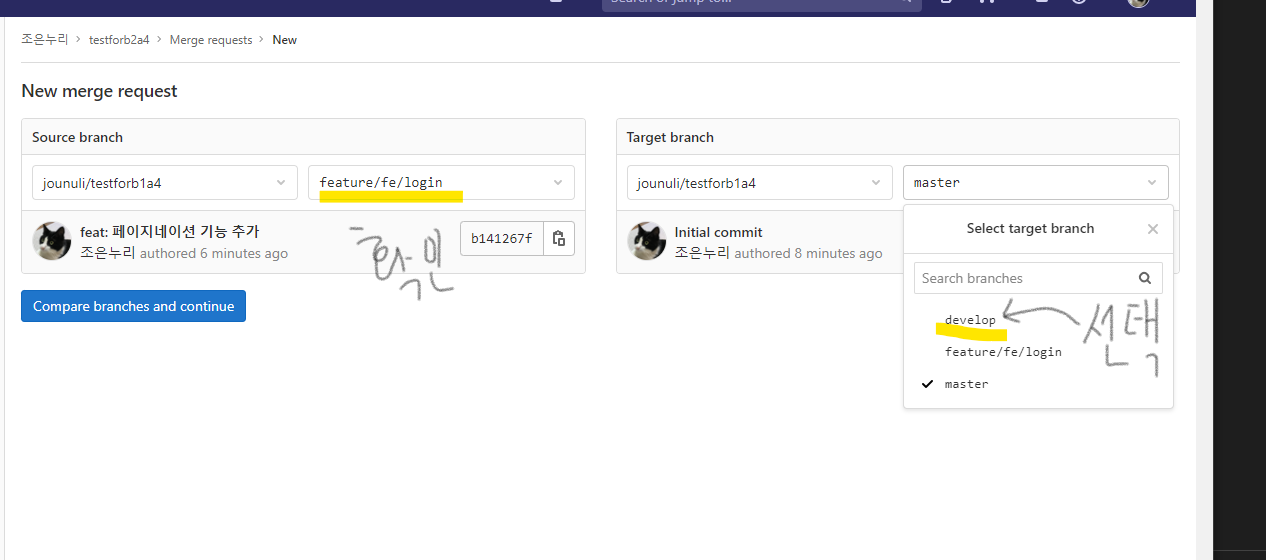 Search or jump to...
조은누리 > testforb2a4 > Merge requests > New
New merge request
Source branch
jounuli/testforb1a4
feature/fe/login
feat: 페이지네이션 기능 추가
조은누리 authored 6 minutes ago
b141267f
확인
Compare branches and continue
Target branch
jounuli/testforb1a4
master
Initial commit
조은누리 authored 8 minutes ago
Select target branch
Search branches
develop
선택
feature/fe/login
master